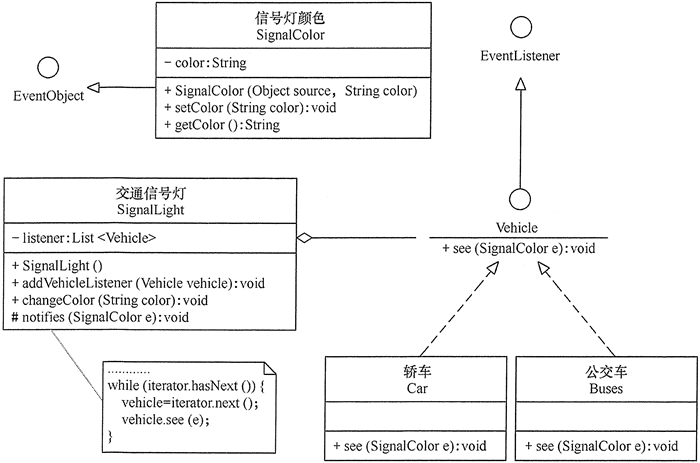 信号灯颜色
SignalColor
− color:String
+ SignalColor (Object source, String color)
+ setColor (String color):void
+ getColor ():String
EventObject
EventListener
交通信号灯
SignalLight
− listener:List <Vehicle>
+ SignalLight ()
+ addVehicleListener (Vehicle vehicle):void
+ changeColor (String color):void
# notifies (SignalColor e):void
Vehicle
+ see (SignalColor e):void
…………
while (iterator.hasNext ()) {
vehicle=iterator.next ();
vehicle.see (e);
}
轿车
Car
+ see (SignalColor e):void
公交车
Buses
+ see (SignalColor e):void